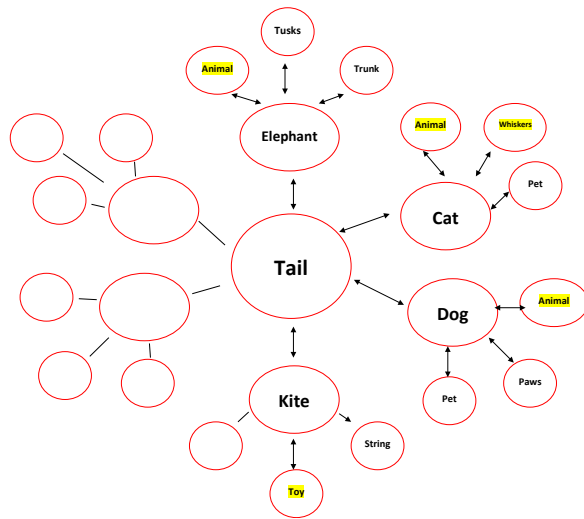 Tusks
Animal
Trunk
Elephant
Animal
Whiskers
Pet
Cat
Tail
Animal
Dog
Pet
Paws
Kite
String
Toy